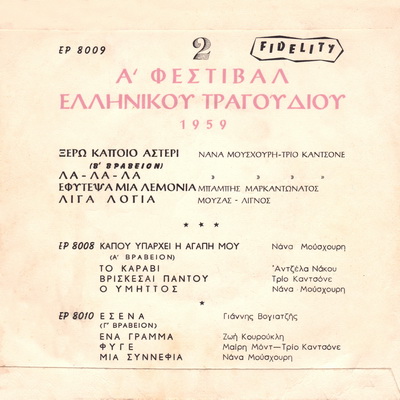 EP 8009
2
FIDELITY
Α' ΦΕΣΤΙΒΑΛ
ΕΛΛΗΝΙΚΟΥ ΤΡΑΓΟΥΔΙΟΥ
1959
ΞΕΡΩ ΚΑΠΟΙΟ ΑΣΤΕΡΙ ΝΑΝΑ ΜΟΥΣΧΟΥΡΗ-ΤΡΙΟ ΚΑΝΤΣΟΝΕ
(Β' ΒΡΑΒΕΙΟΝ)
ΛΑ-ΛΑ-ΛΑ » » » »
ΕΦΥΤΕΨΑ ΜΙΑ ΛΕΜΟΝΙΑ ΜΠΑΜΠΗΣ ΜΑΡΚΑΝΤΩΝΑΤΟΣ
ΛΙΓΑ ΛΟΓΙΑ ΜΟΥΖΑΣ - ΛΙΓΝΟΣ
* * *
EP 8008 ΚΑΠΟΥ ΥΠΑΡΧΕΙ Η ΑΓΑΠΗ ΜΟΥ Νάνα Μούσχουρη
(Α' ΒΡΑΒΕΙΟΝ)
ΤΟ ΚΑΡΑΒΙ Ἀντζέλα Νάκου
ΒΡΙΣΚΕΣΑΙ ΠΑΝΤΟΥ Τρίο Καντσόνε
Ο ΥΜΗΤΤΟΣ Νάνα Μούσχουρη
*
EP 8010 ΕΣΕΝΑ Γιάννης Βογιατζής
(Γ' ΒΡΑΒΕΙΟΝ)
ΕΝΑ ΓΡΑΜΜΑ Ζωή Κουρούκλη
ΦΥΓΕ Μαίρη Μόντ—Τρίο Καντσόνε
ΜΙΑ ΣΥΝΝΕΦΙΑ Νάνα Μούσχουρη